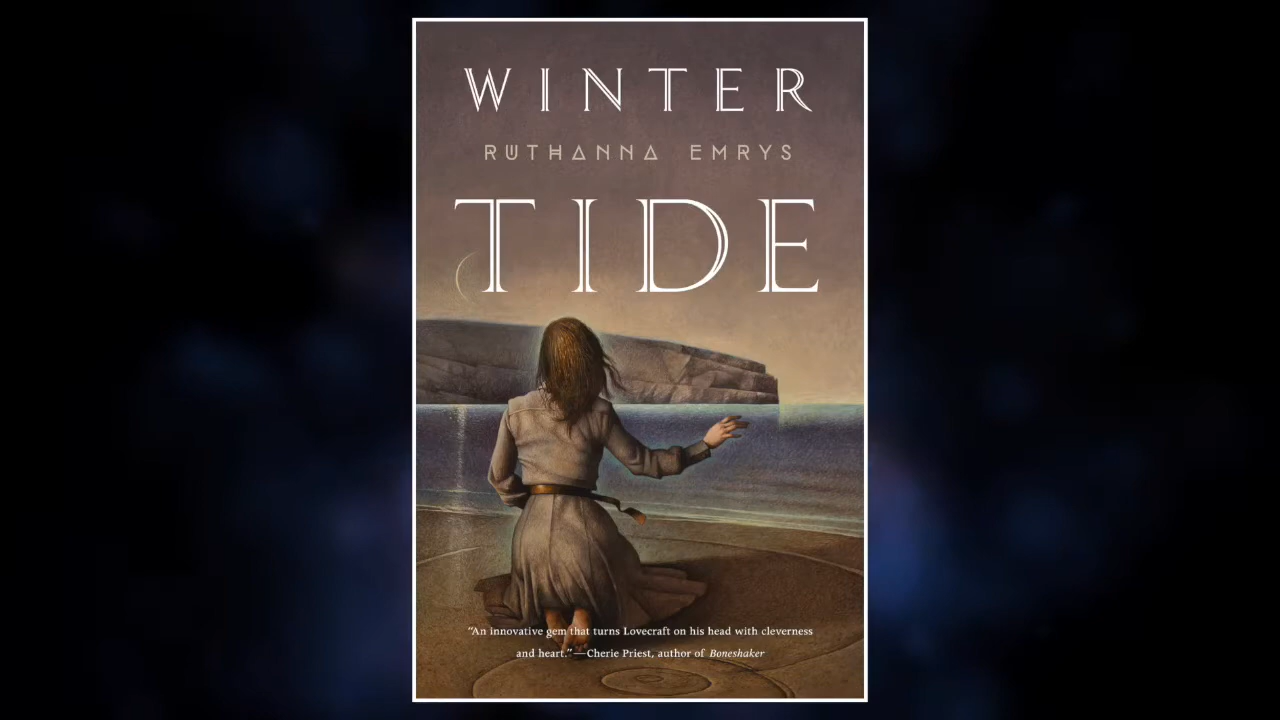 WINTER
RUTHANNA EMRYS
TIDE
“An innovative gem that turns Lovecraft on his head with cleverness
and heart.”—Cherie Priest, author of Boneshaker